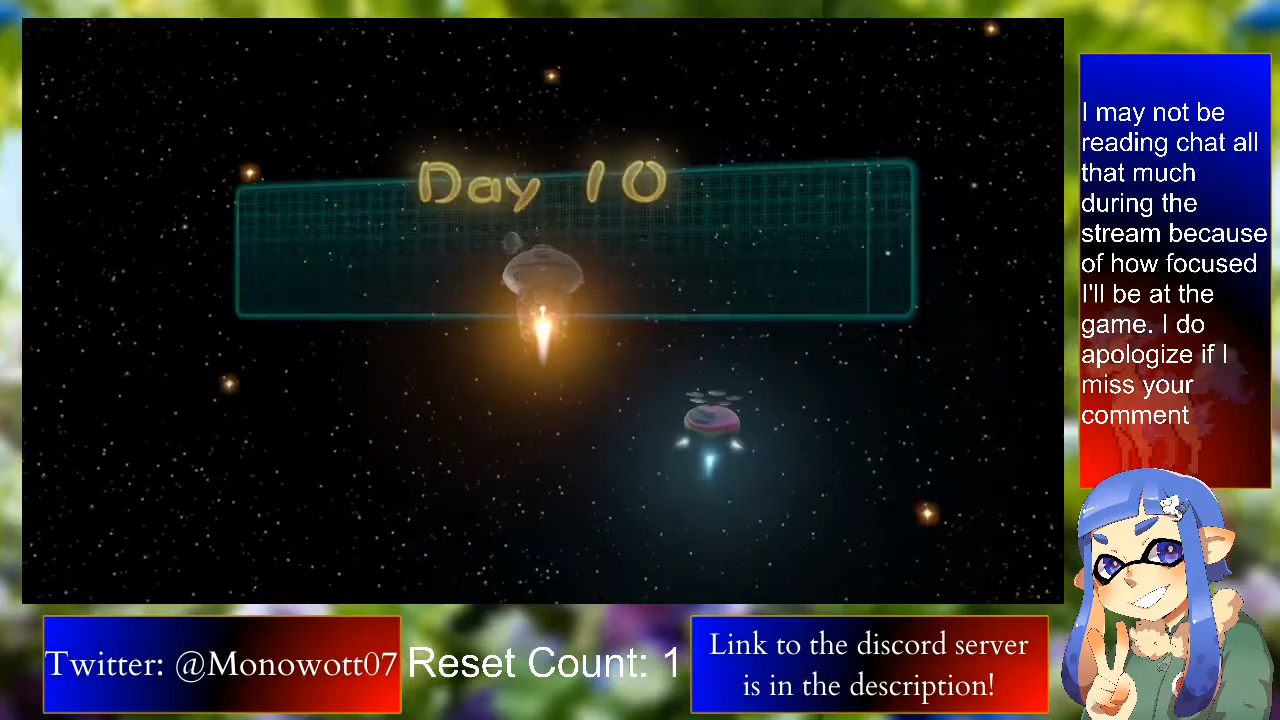 Day 10
I may not be
reading chat all
that much
during the
stream because
of how focused
I'll be at the
game. I do
apologize if I
miss your
comment
Twitter: @Monowott07
Reset Count: 1
Link to the discord server
is in the description!